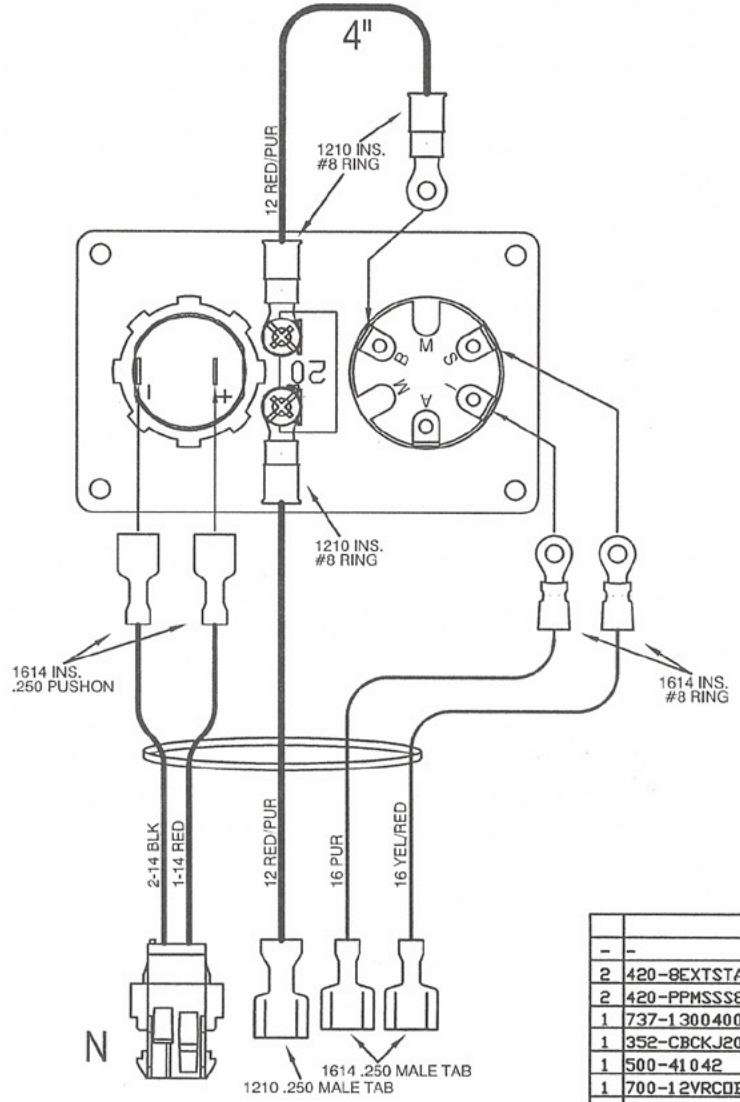 4"
1210 INS.
#8 RING
12 RED/PUR
M
B
S
20
- +
M
I
A
1210 INS.
#8 RING
1614 INS.
.250 PUSHON
1614 INS.
#8 RING
2-14 BLK
1-14 RED
12 RED/PUR
16 PUR
16 YEL/RED
N
1614 .250 MALE TAB
1210 .250 MALE TAB
- -
2 420-8EXTSTA
2 420-PPMSSS8
1 737-1300400
1 352-CBCKJ20
1 500-41042
1 700-12VRCOE